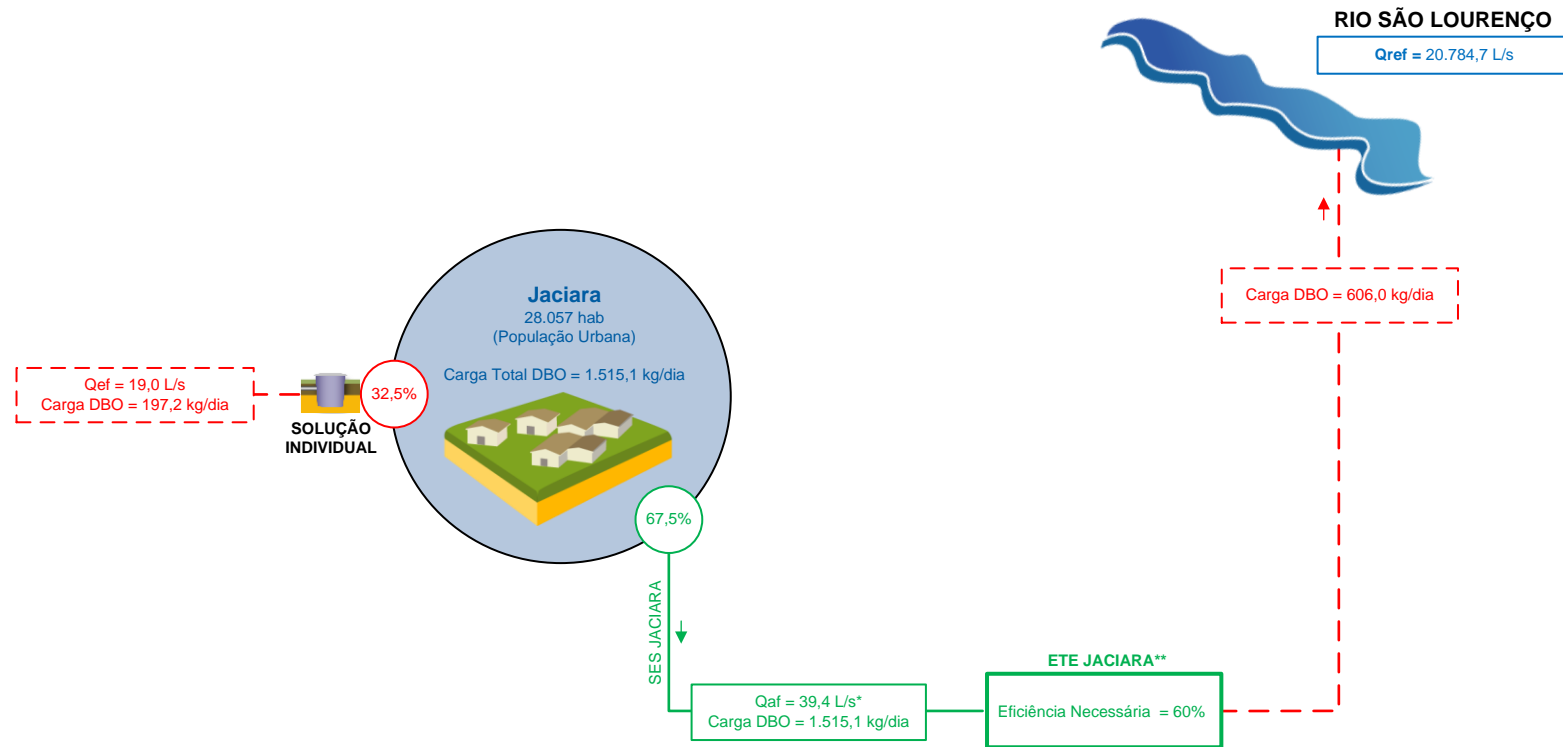 RIO SÃO LOURENÇO
Qref = 20.784,7 L/s
Carga DBO = 606,0 kg/dia
Jaciara
28.057 hab
(População Urbana)
Carga Total DBO = 1.515,1 kg/dia
Qef = 19,0 L/s
Carga DBO = 197,2 kg/dia
32,5%
SOLUÇÃO
INDIVIDUAL
67,5%
SES JACIARA
Qaf = 39,4 L/s*
Carga DBO = 1.515,1 kg/dia
ETE JACIARA**
Eficiência Necessária = 60%